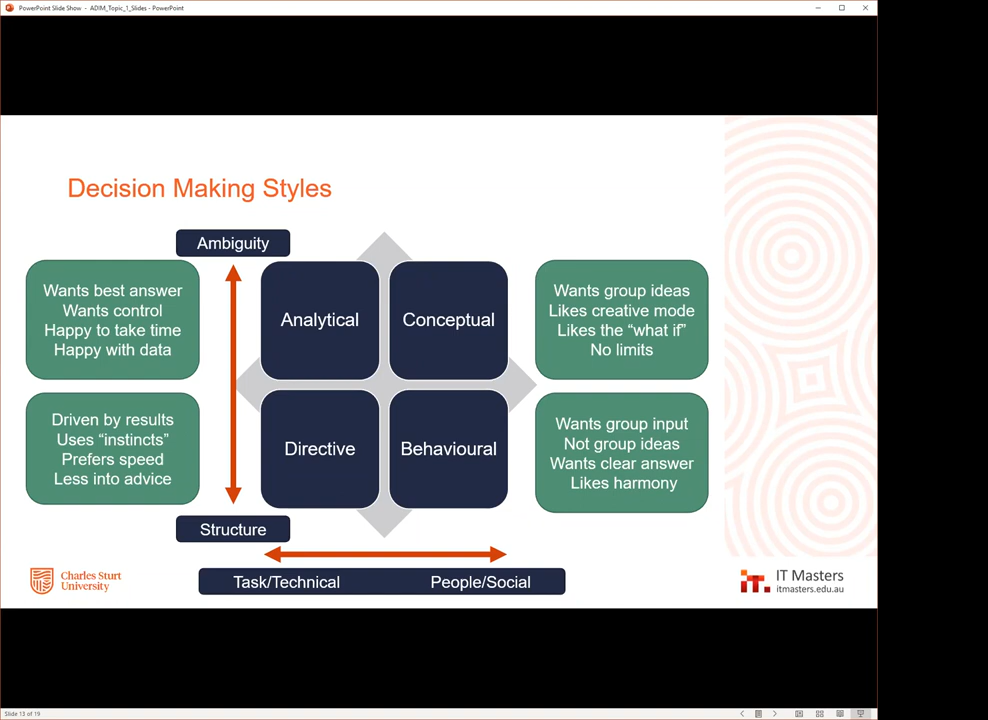 PowerPoint Slide Show - ADIM_Topic_1_Slides - PowerPoint
Decision Making Styles
Ambiguity
Wants best answer
Wants control
Happy to take time
Happy with data
Analytical
Conceptual
Wants group ideas
Likes creative mode
Likes the “what if”
No limits
Driven by results
Uses “instincts”
Prefers speed
Less into advice
Directive
Behavioural
Wants group input
Not group ideas
Wants clear answer
Likes harmony
Structure
Task/Technical
People/Social
Charles Sturt
University
iT.
IT Masters
itmasters.edu.au
Slide 13 of 19